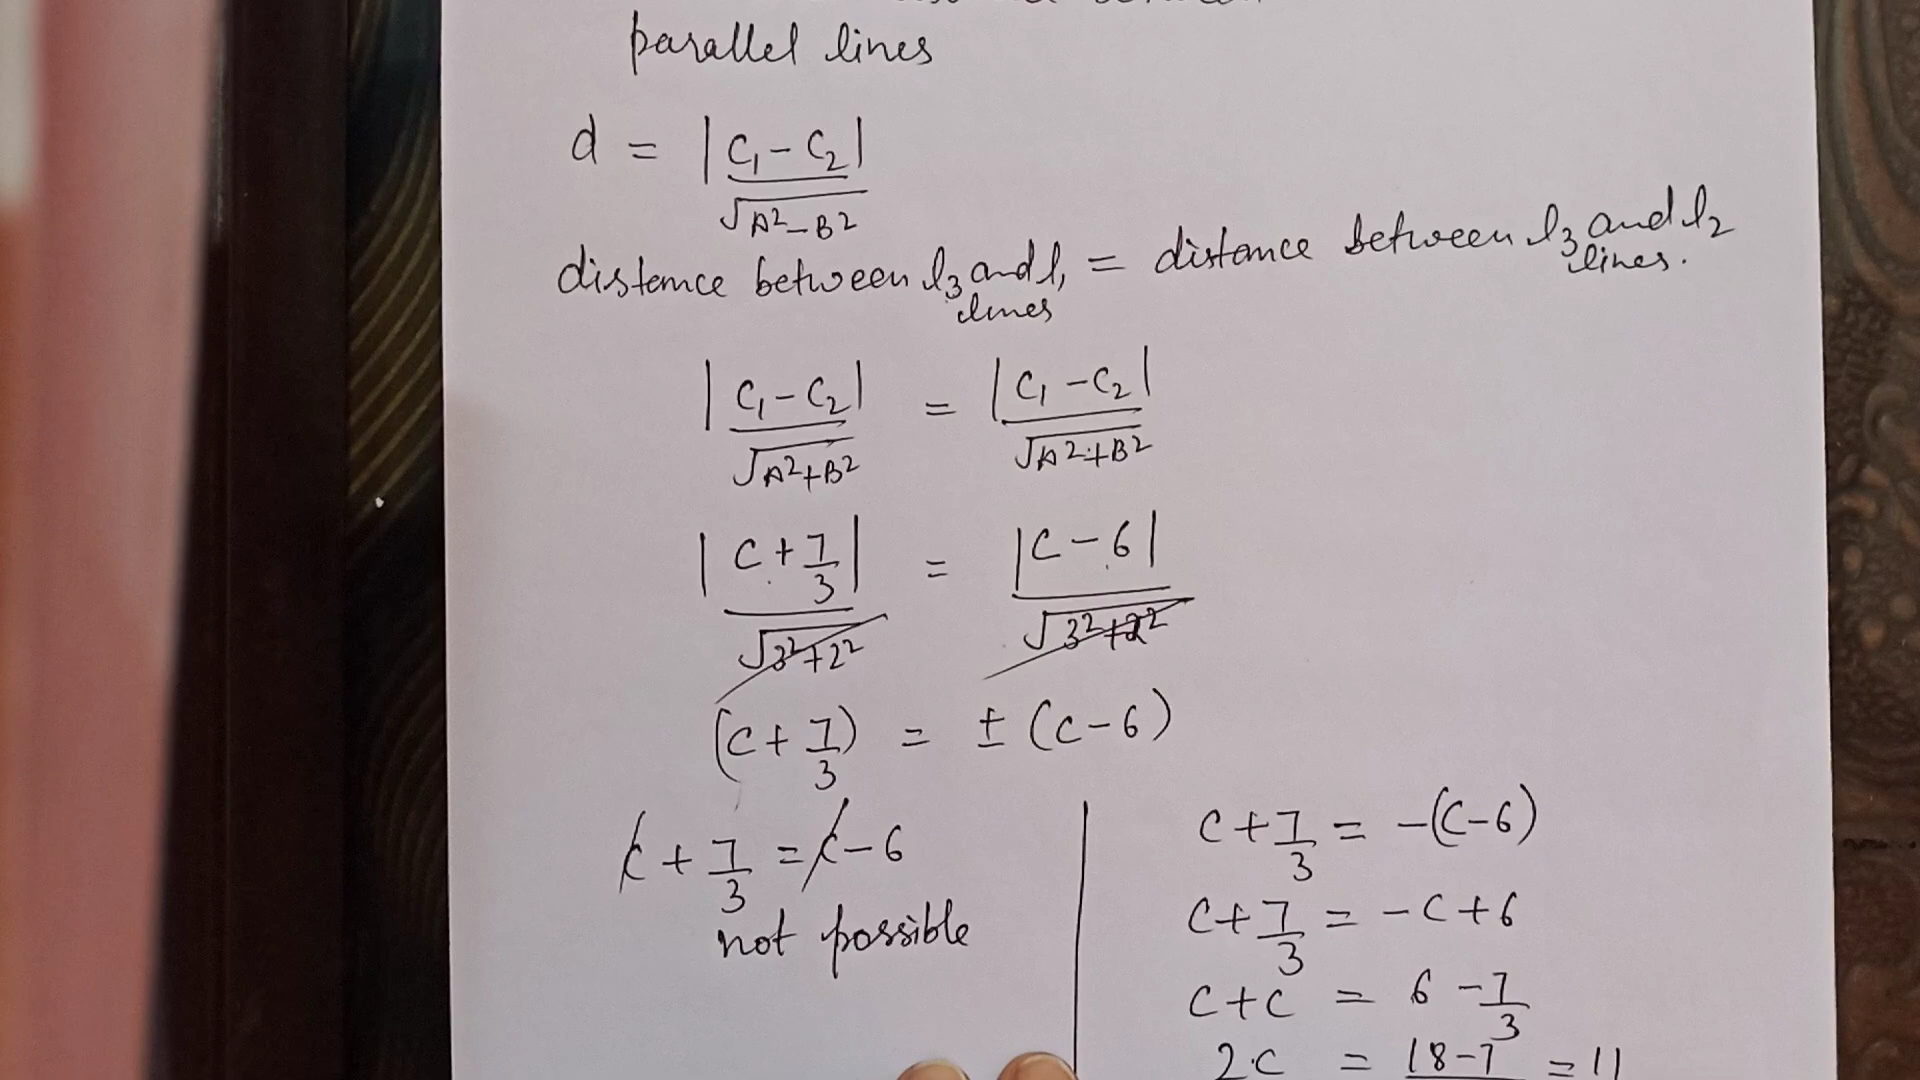 parallel lines
d = |C₁ - C₂| / √A² - B²
distance between l₃ and l₁ lines = distance between l₃ and l₂ lines.
|C₁ - C₂| / √A² + B² = |C₁ - C₂| / √A² + B²
|C + 7/3| / √3² + 2² = |C - 6| / √3² + 2²
(C + 7/3) = ± (C - 6)
C + 7/3 = C - 6
not possible
C + 7/3 = -(C - 6)
C + 7/3 = -C + 6
C + C = 6 - 7/3
2C = 18 - 7 = 11